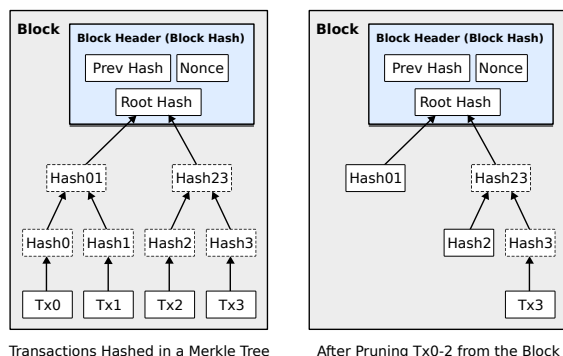 Block
Block Header (Block Hash)
Prev Hash
Nonce
Root Hash
Hash01
Hash23
Hash0
Hash1
Hash2
Hash3
Tx0
Tx1
Tx2
Tx3
Transactions Hashed in a Merkle Tree
Block
Block Header (Block Hash)
Prev Hash
Nonce
Root Hash
Hash01
Hash23
Hash2
Hash3
Tx3
After Pruning Tx0-2 from the Block